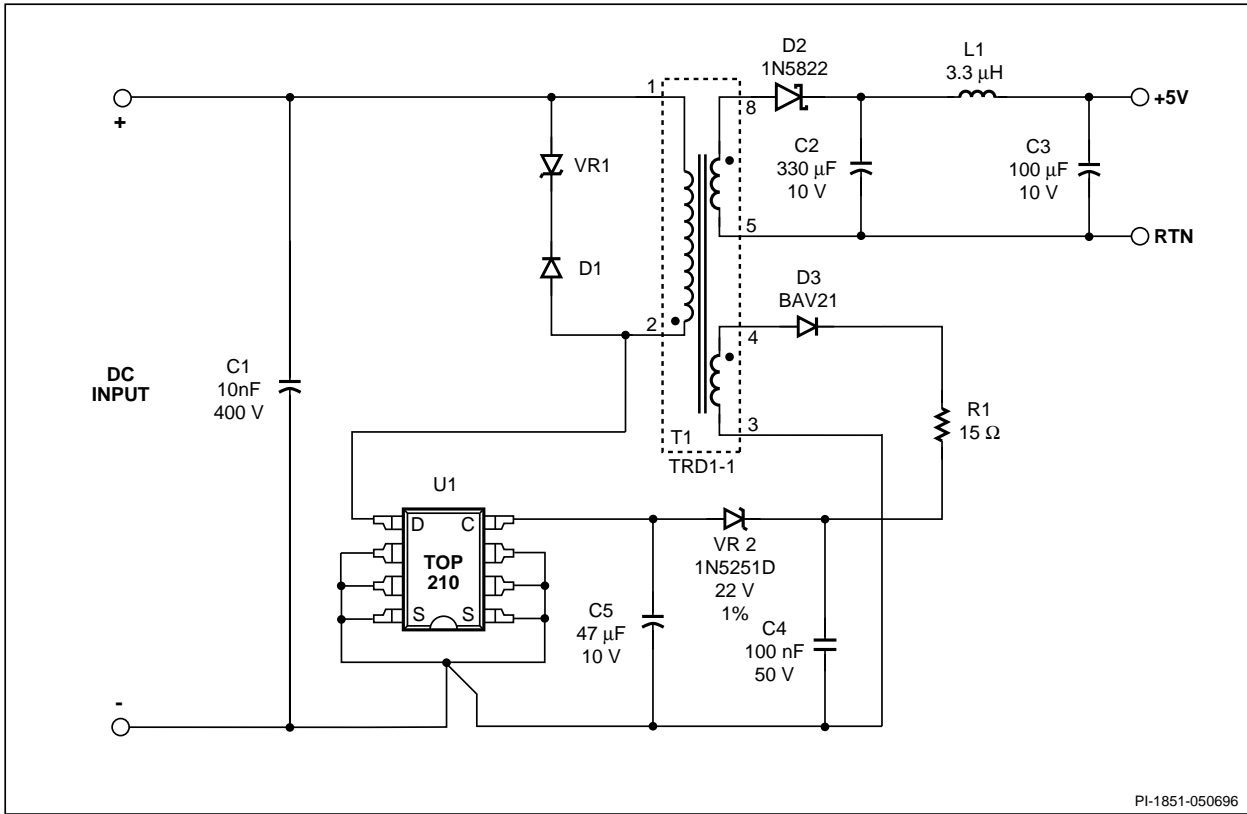 D2
1N5822
L1
3.3 µH
1
8
+5V
+
VR1
C2
330 µF
10 V
C3
100 µF
10 V
5
RTN
D1
D3
BAV21
2
4
DC
INPUT
C1
10nF
400 V
R1
15 Ω
3
T1
TRD1-1
U1
D
C
TOP
210
S
S
VR 2
1N5251D
22 V
1%
C5
47 µF
10 V
C4
100 nF
50 V
-
PI-1851-050696